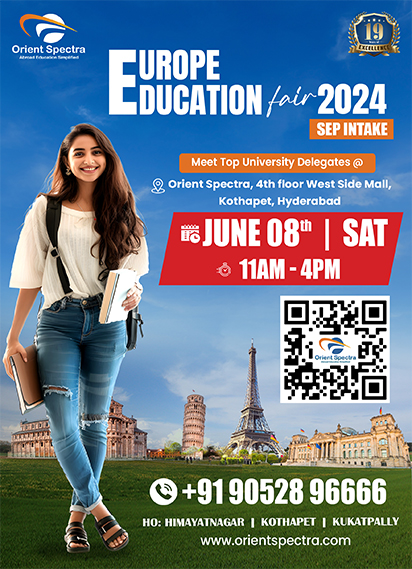 Orient Spectra
Abroad Education Simplified
19
EXCELLENCE
EUROPE
EDUCATION fair 2024
SEP INTAKE
Meet Top University Delegates @
Orient Spectra, 4th floor West Side Mall,
Kothapet, Hyderabad
JUNE 08th | SAT
11AM - 4PM
Orient Spectra
+91 90528 96666
HO: HIMAYATNAGAR | KOTHAPET | KUKATPALLY
www.orientspectra.com